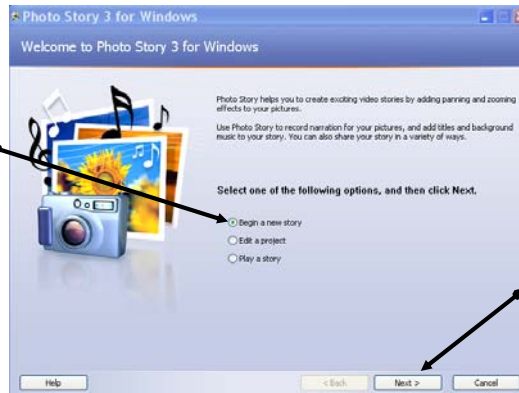 Photo Story 3 for Windows
Welcome to Photo Story 3 for Windows
Photo Story helps you to create exciting video stories by adding panning and zooming
effects to your pictures.
Use Photo Story to record narration for your pictures, and add titles and background
music to your story. You can also share your story in a variety of ways.
Select one of the following options, and then click Next.
Begin a new story
Edit a project
Play a story
Help
< Back
Next >
Cancel